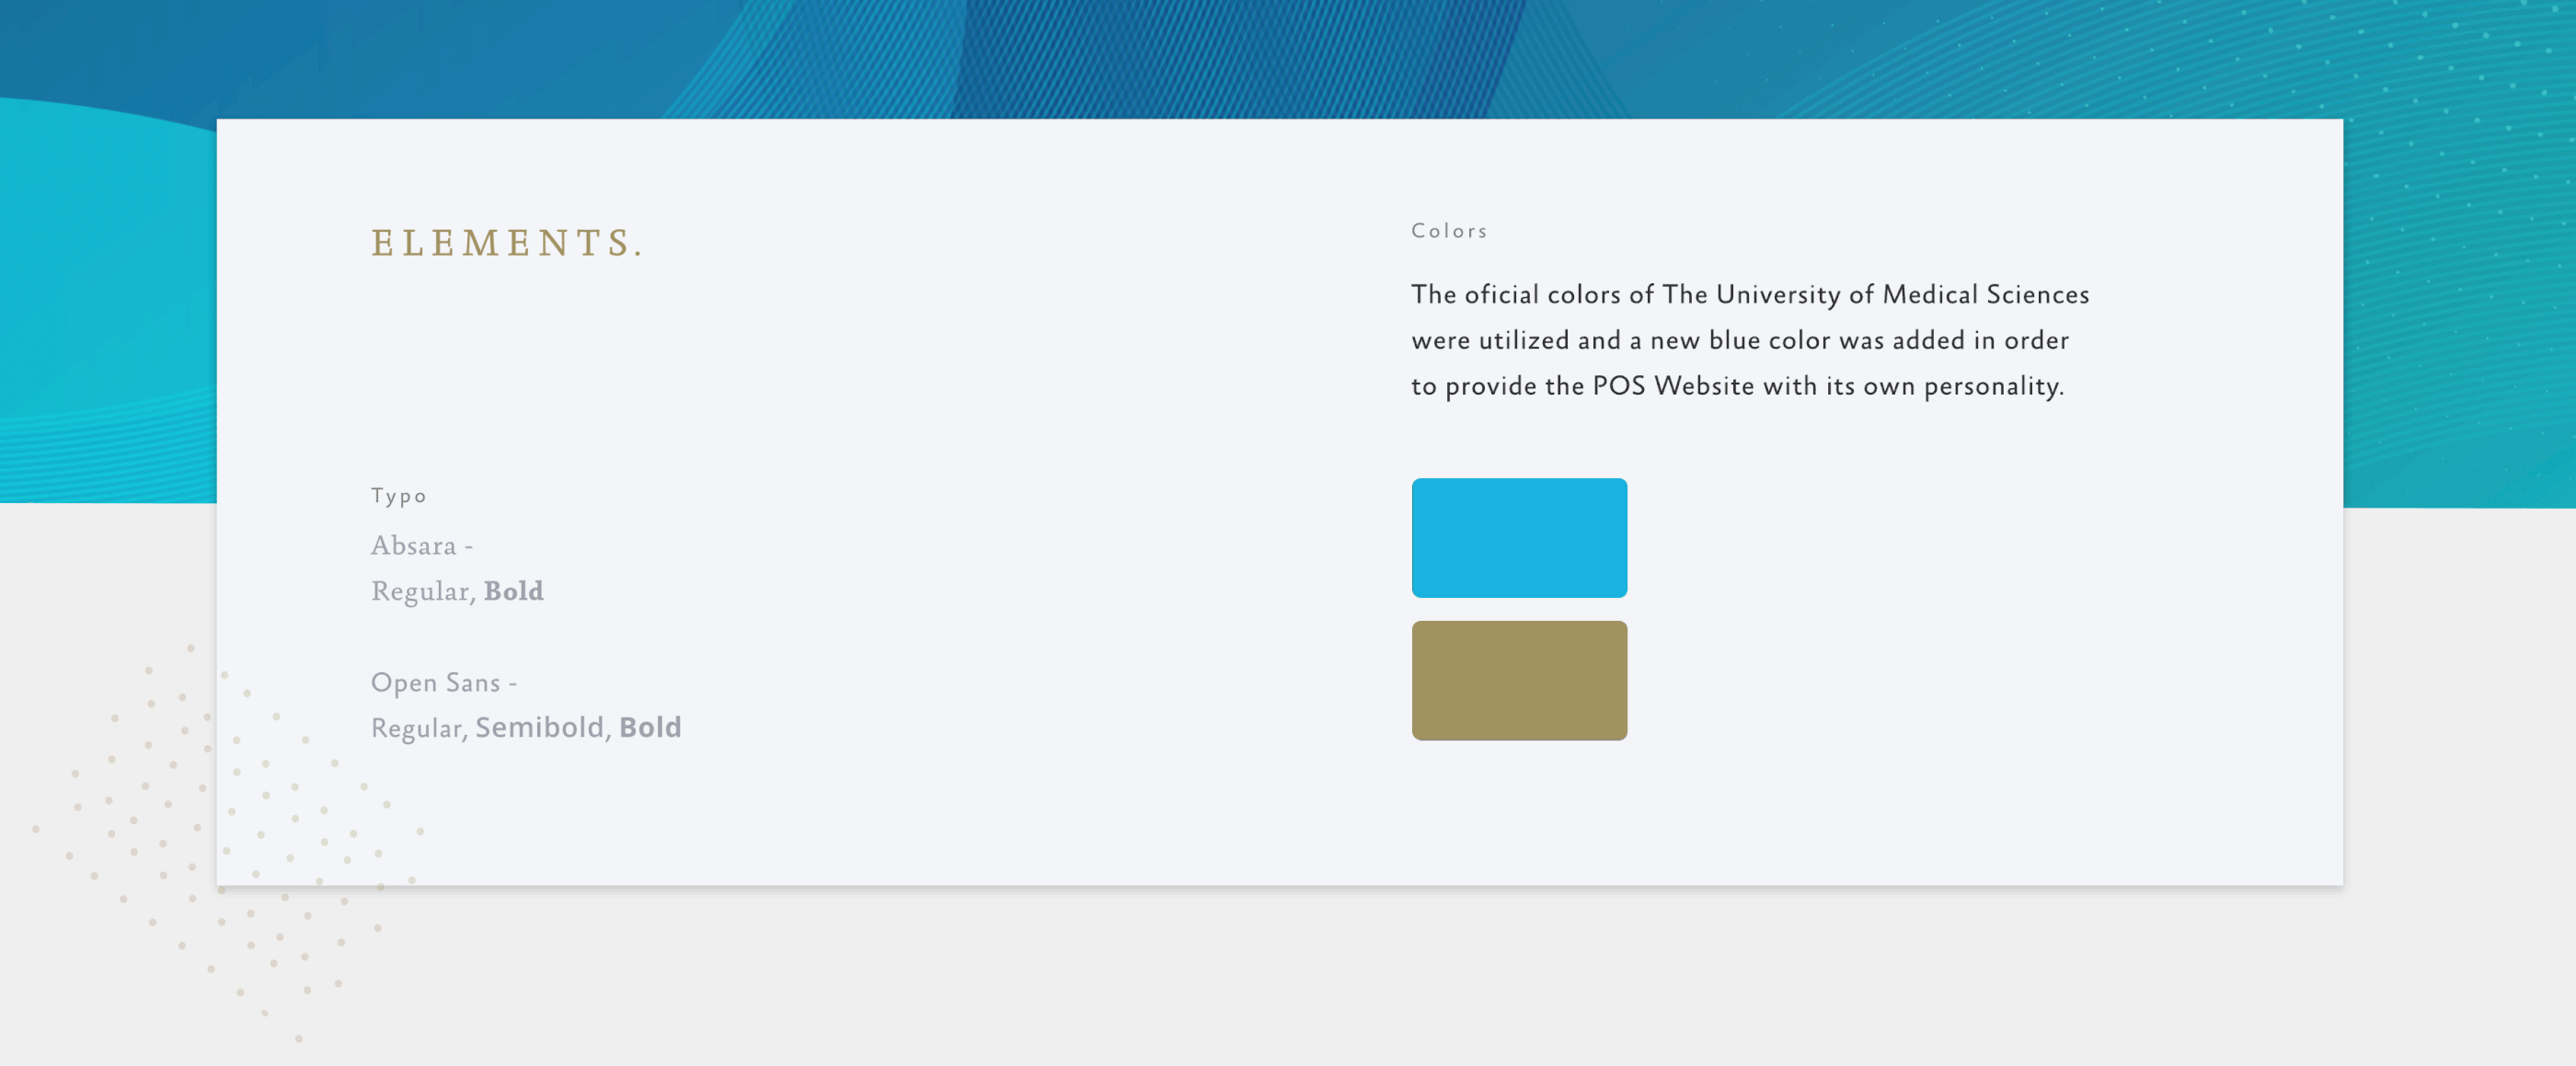 ELEMENTS.
Typo
Absara -
Regular, Bold
Open Sans -
Regular, Semibold, Bold
Colors
The oficial colors of The University of Medical Sciences
were utilized and a new blue color was added in order
to provide the POS Website with its own personality.